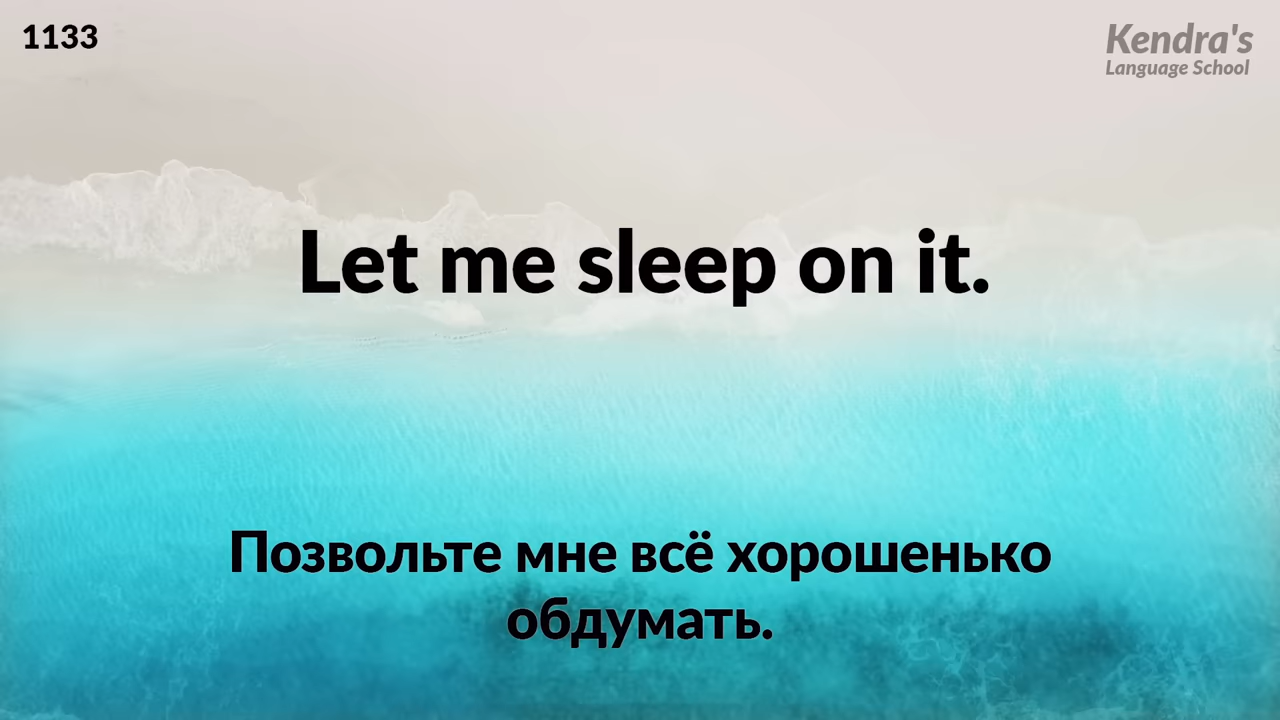 1133
Kendra's
Language School
Let me sleep on it.
Позвольте мне всё хорошенько
обдумать.